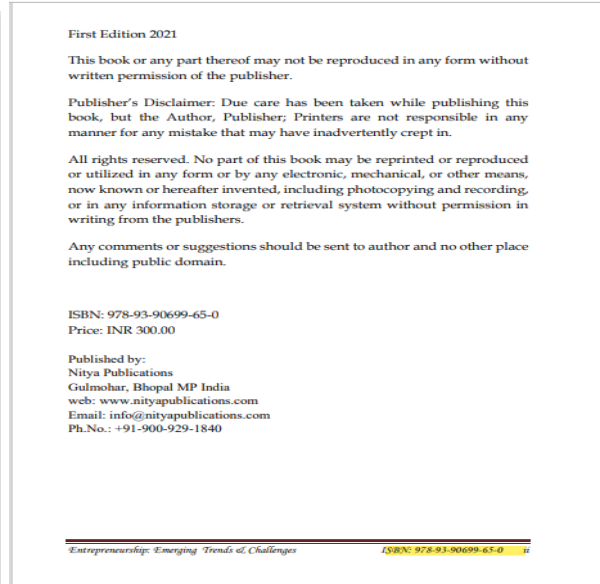 First Edition 2021
This book or any part thereof may not be reproduced in any form without
written permission of the publisher.
Publisher's Disclaimer: Due care has been taken while publishing this
book, but the Author, Publisher; Printers are not responsible in any
manner for any mistake that may have inadvertently crept in.
All rights reserved. No part of this book may be reprinted or reproduced
or utilized in any form or by any electronic, mechanical, or other means,
now known or hereafter invented, including photocopying and recording,
or in any information storage or retrieval system without permission in
writing from the publishers.
Any comments or suggestions should be sent to author and no other place
including public domain.
ISBN: 978-93-90699-65-0
Price: INR 300.00
Published by:
Nitya Publications
Gulmohar, Bhopal MP India
web: www.nityapublications.com
Email: info@nityapublications.com
Ph.No.: +91-900-929-1840
Entrepreneurship: Emerging Trends & Challenges ISBN: 978-93-90699-65-0 ii